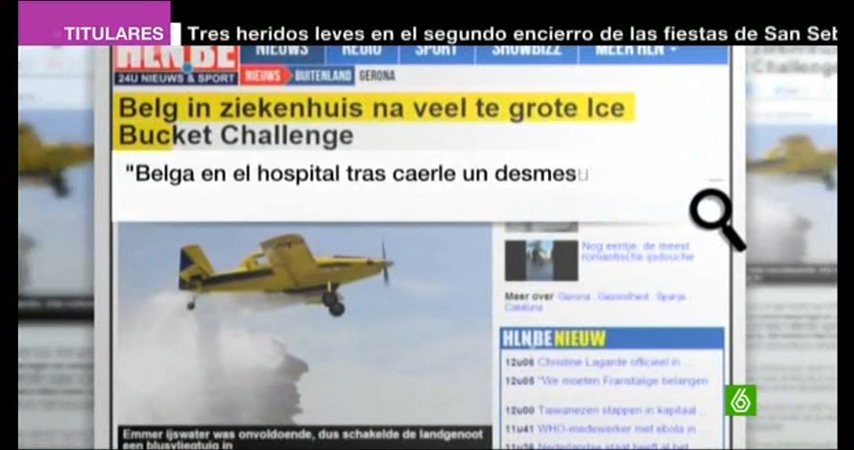 TITULARES
Tres heridos leves en el segundo encierro de las fiestas de San Seb
HLN.BE
NIEUWS REGIO SPORT SHOWBIZZ MEER HLN
24U NIEUWS & SPORT
NIEUWS BUITENLAND GERONA
Belg in ziekenhuis na veel te grote Ice
Bucket Challenge
"Belga en el hospital tras caerle un desmesu
Nog eentje: de meest
romantische ijsdouche
Meer over Gerona . Gezondheid . Spanje .
Cataluna
HLN.BE NIEUW
12u06 Christine Lagarde officieel in
12u05 "We moeten Franstalige belangen
12u00 Taiwanezen stappen in kapitaal
11u41 WHO-medewerker met ebola in
Emmer ijswater was onvoldoende, dus schakelde de landgenoot
een blusvliegtuig in
6